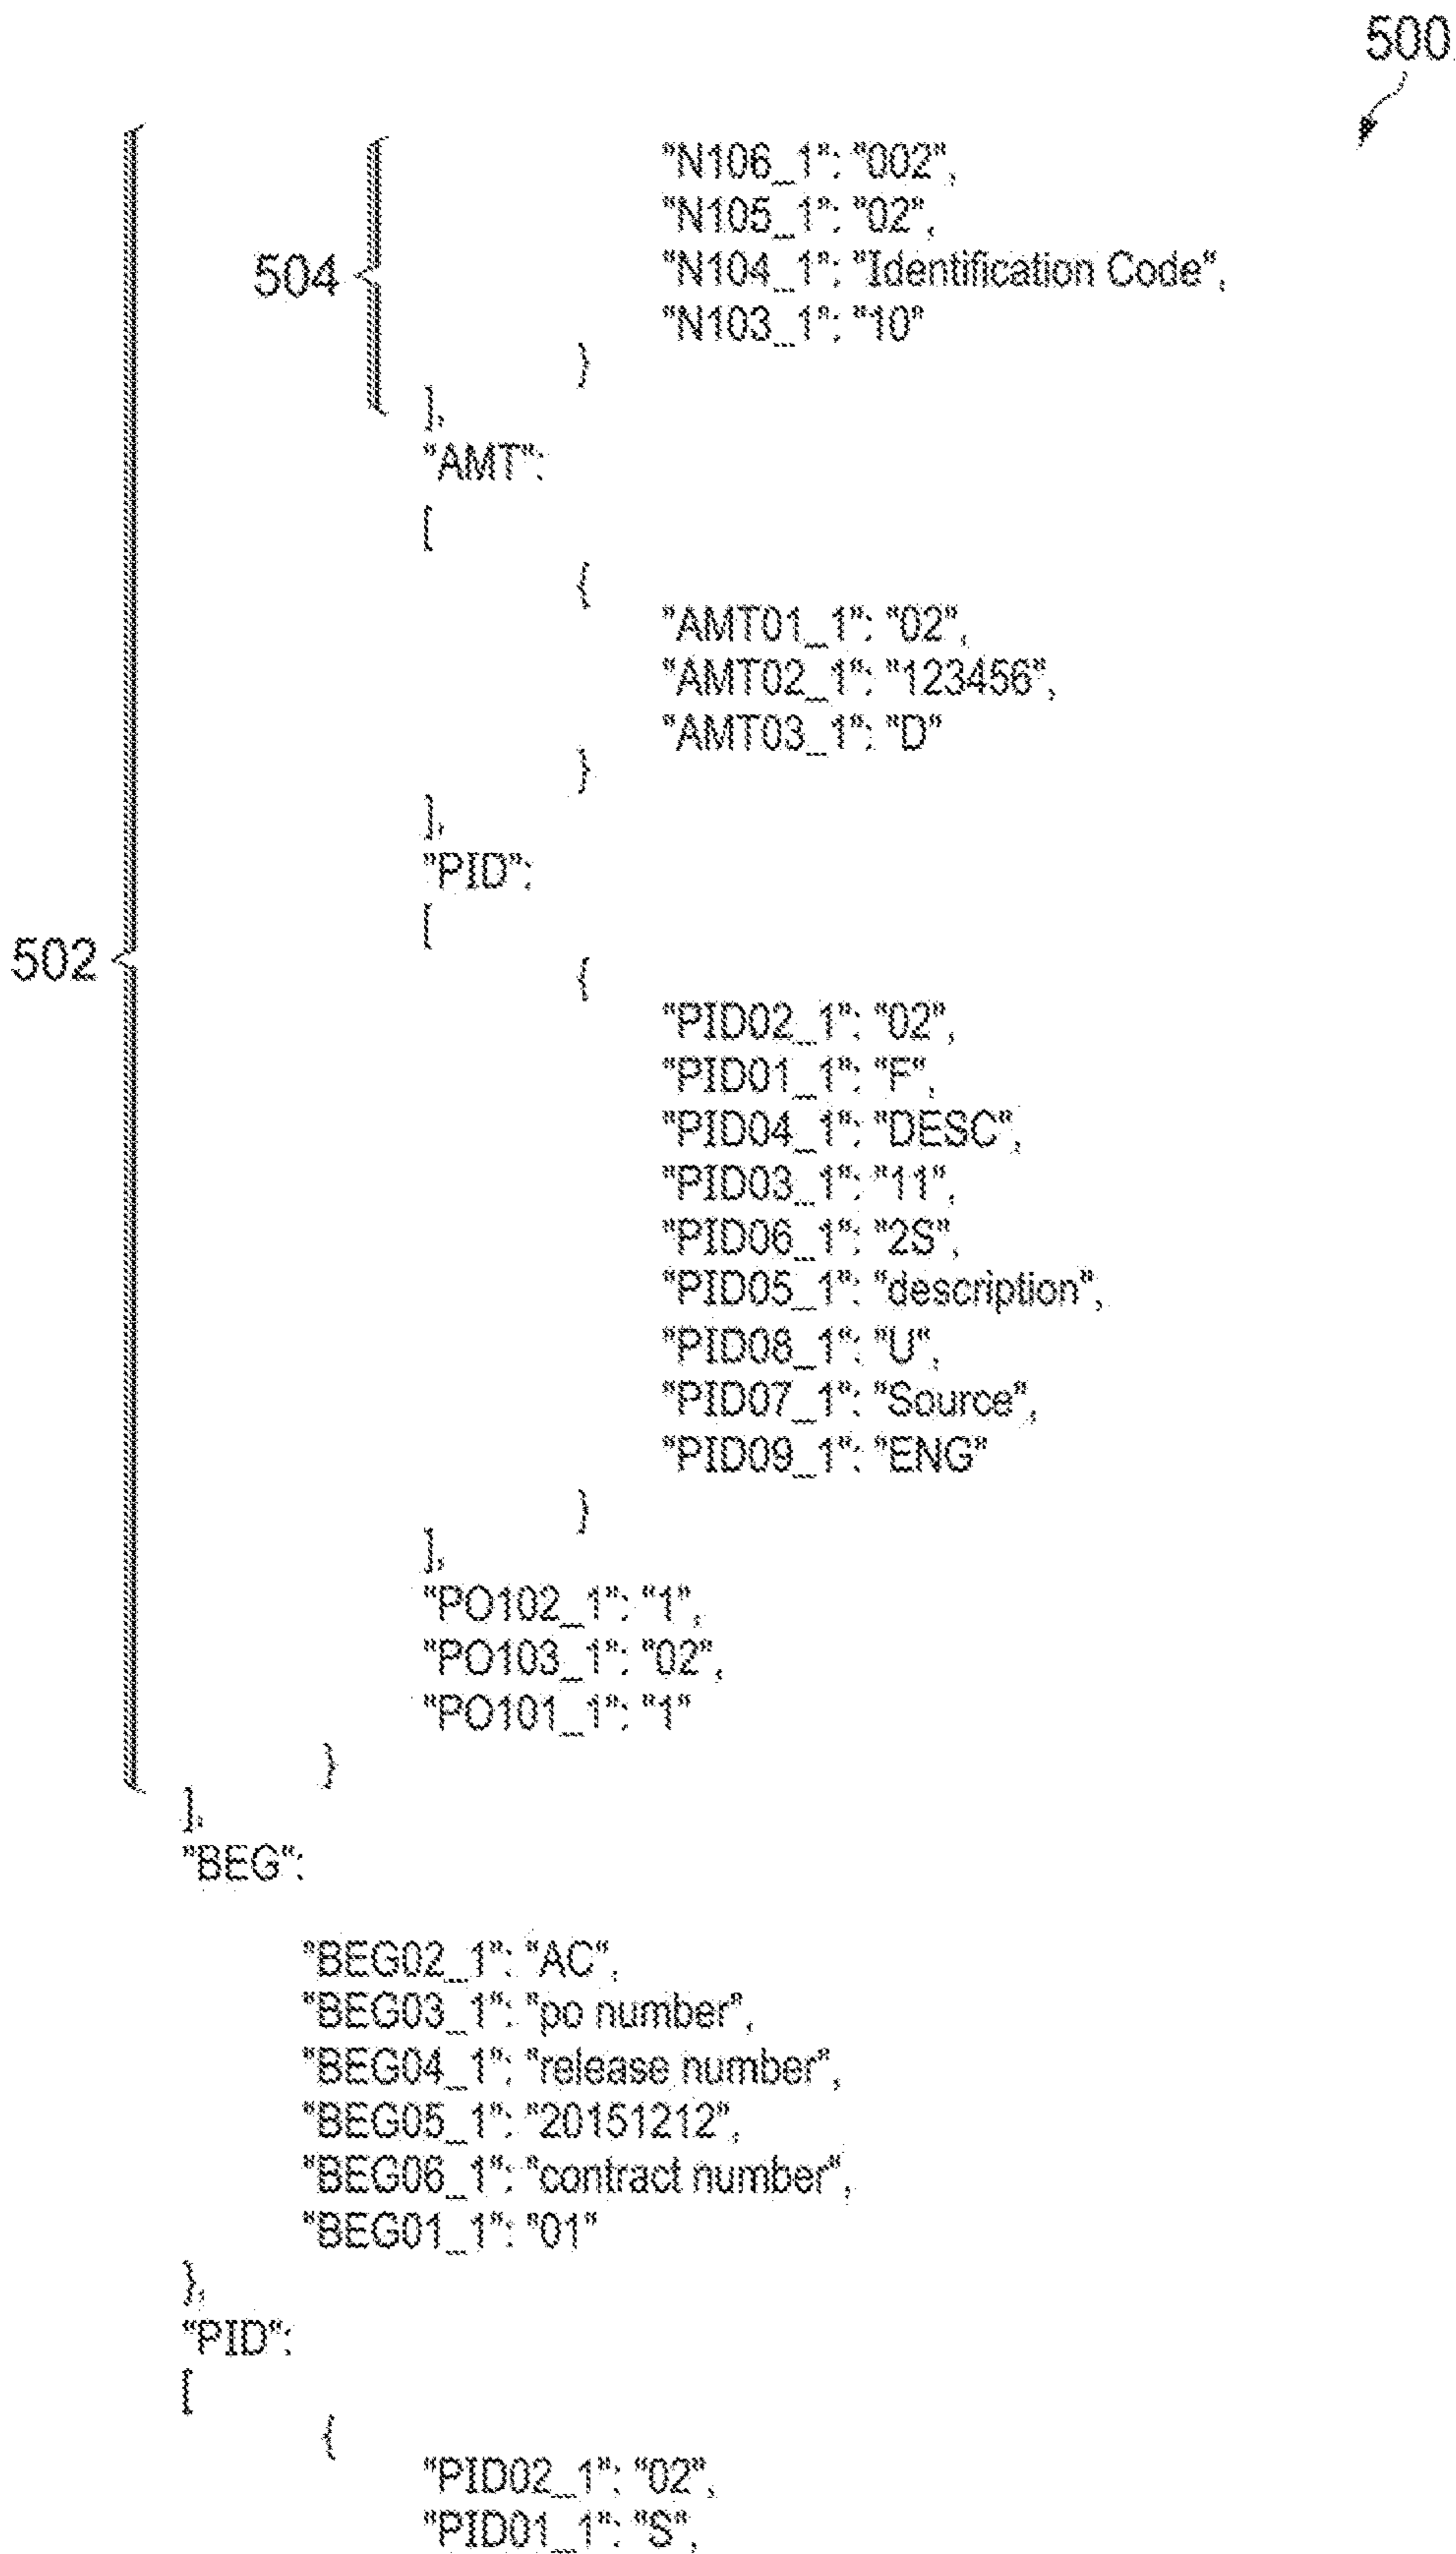 500
"N106_1": "002",
"N105_1": "02",
504
"N104_1": "Identification Code",
"N103_1": "10"
}
],
"AMT":
[
{
"AMT01_1": "02",
"AMT02_1": "123456",
"AMT03_1": "D"
}
],
"PID":
[
502
{
"PID02_1": "02",
"PID01_1": "F",
"PID04_1": "DESC",
"PID03_1": "11",
"PID06_1": "2S",
"PID05_1": "description",
"PID08_1": "U",
"PID07_1": "Source",
"PID09_1": "ENG"
}
],
"PO102_1": "1",
"PO103_1": "02",
"PO101_1": "1"
}
],
"BEG":
"BEG02_1": "AC",
"BEG03_1": "po number",
"BEG04_1": "release number",
"BEG05_1": "20151212",
"BEG06_1": "contract number",
"BEG01_1": "01"
},
"PID":
[
{
"PID02_1": "02",
"PID01_1": "S",